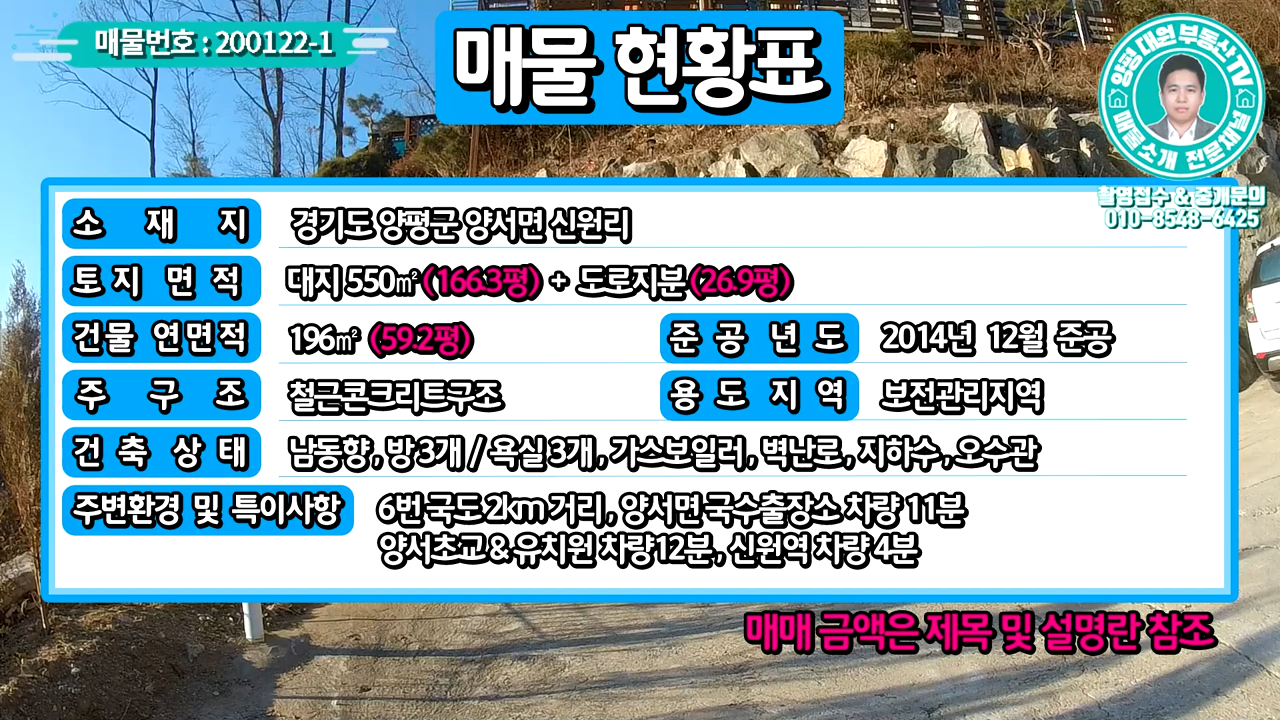 매물번호 : 200122-1
매물 현황표
양평 대원 부동산TV
매물소개 전문채널
촬영접수 & 중개문의
010-8548-6425
소재지 경기도 양평군 양서면 신원리
토지면적 대지 550㎡ (166.3평) + 도로지분 (26.9평)
건물 연면적 196㎡ (59.2평) 준공년도 2014년 12월 준공
주구조 철근콘크리트구조 용도지역 보전관리지역
건축상태 남동향, 방 3개 / 욕실 3개, 가스보일러, 벽난로, 지하수, 오수관
주변환경 및 특이사항 6번 국도 2km 거리, 양서면 국수출장소 차량 11분
양서초교 & 유치원 차량12분, 신원역 차량 4분
매매 금액은 제목 및 설명란 참조